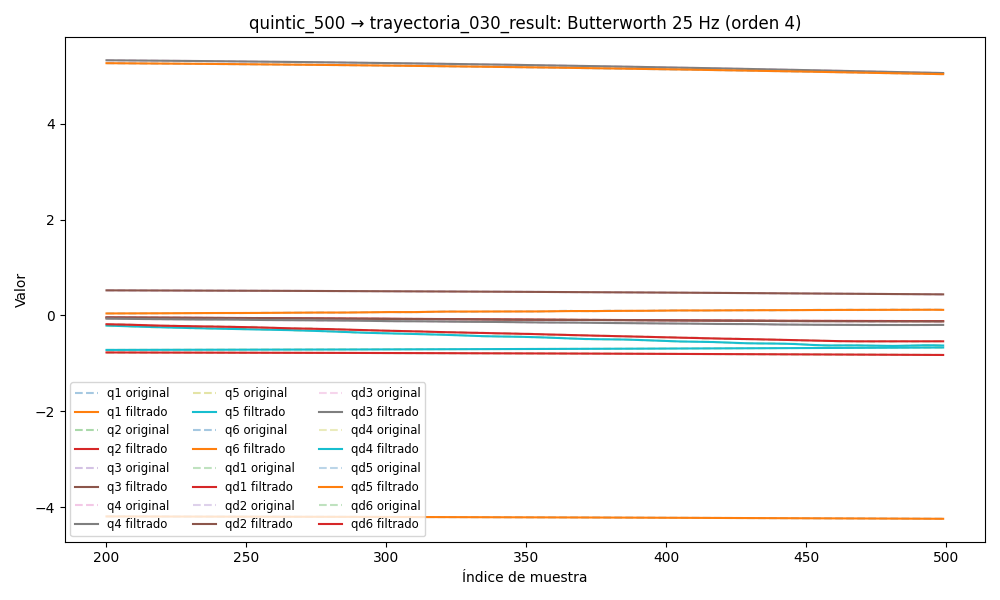 quintic_500 → trayectoria_030_result: Butterworth 25 Hz (orden 4)
Valor
4
2
0
−2
−4
q1 original
q1 filtrado
q2 original
q2 filtrado
q3 original
q3 filtrado
q4 original
q4 filtrado
q5 original
q5 filtrado
q6 original
q6 filtrado
qd1 original
qd1 filtrado
qd2 original
qd2 filtrado
qd3 original
qd3 filtrado
qd4 original
qd4 filtrado
qd5 original
qd5 filtrado
qd6 original
qd6 filtrado
200 250 300 350 400 450 500
Índice de muestra